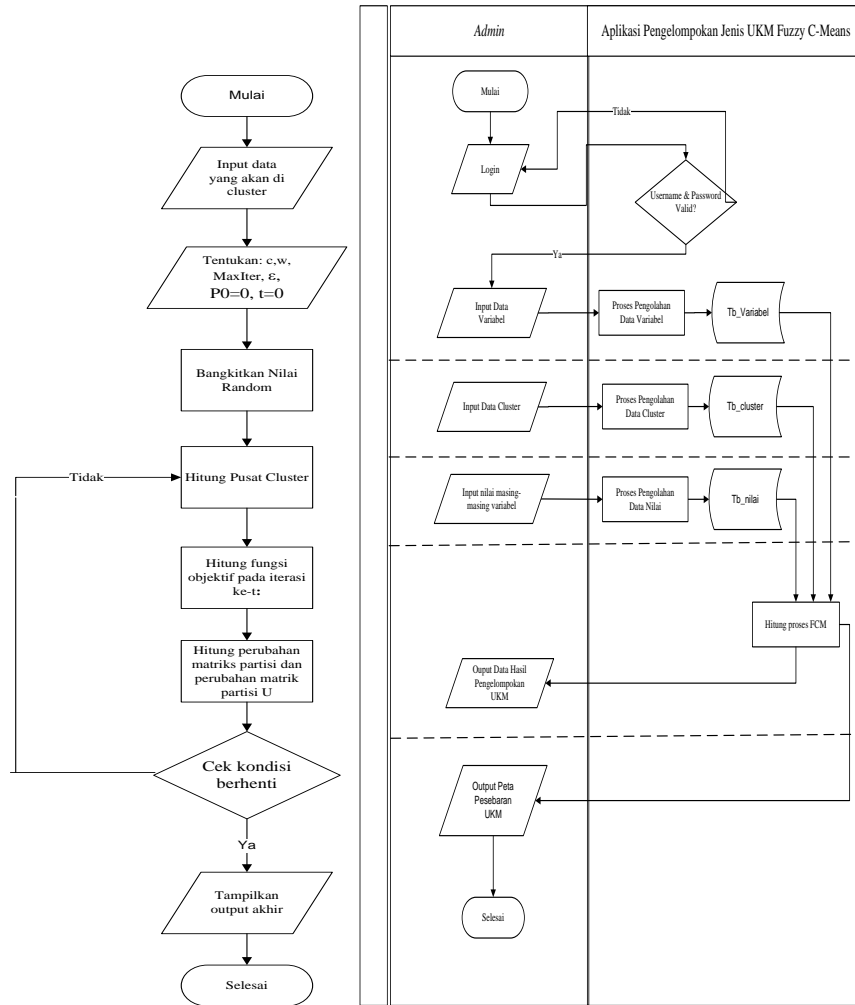 Mulai
Input data
yang akan di
cluster
Tentukan: c,w,
MaxIter, ε,
P0=0, t=0
Bangkitkan Nilai
Random
Tidak
Hitung Pusat Cluster
Hitung fungsi
objektif pada iterasi
ke-t:
Hitung perubahan
matriks partisi dan
perubahan matrik
partisi U
Cek kondisi
berhenti
Ya
Tampilkan
output akhir
Selesai
Admin
Aplikasi Pengelompokan Jenis UKM Fuzzy C-Means
Mulai
Tidak
Login
Username & Password
Valid?
Ya
Input Data
Variabel
Proses Pengolahan
Data Variabel
Tb_Variabel
Input Data Cluster
Proses Pengolahan
Data Cluster
Tb_cluster
Input nilai masing-
masing variabel
Proses Pengolahan
Data Nilai
Tb_nilai
Hitung proses FCM
Ouput Data Hasil
Pengelompokan
UKM
Output Peta
Pesebaran
UKM
Selesai